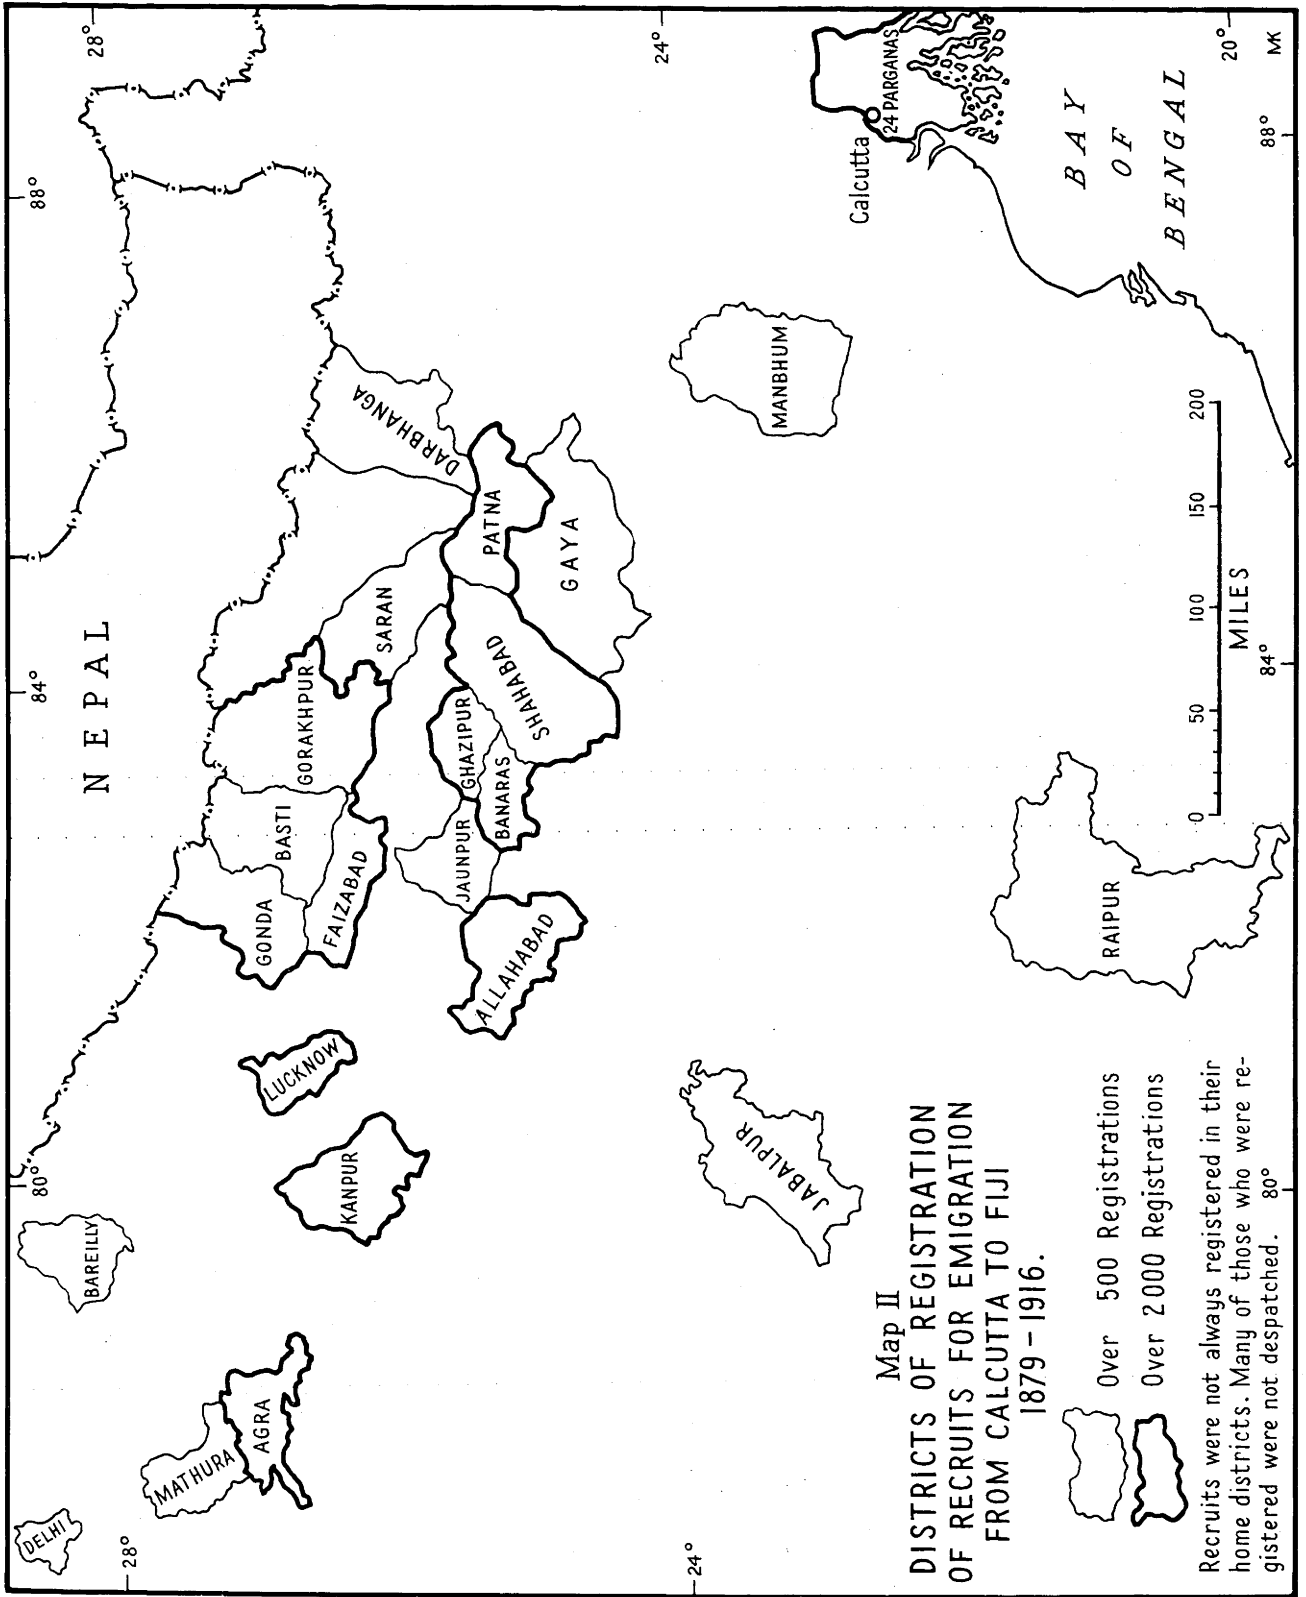 Map II
DISTRICTS OF REGISTRATION
OF RECRUITS FOR EMIGRATION
FROM CALCUTTA TO FIJI
1879–1916.
Over 500 Registrations
Over 2000 Registrations
Recruits were not always registered in their
home districts. Many of those who were re-
gistered were not despatched.
80°
84°
88°
28°
24°
20°
28°
24°
80°
84°
88°
NEPAL
DELHI
MATHURA
AGRA
BAREILLY
KANPUR
LUCKNOW
GONDA
BASTI
FAIZABAD
GORAKHPUR
SARAN
DARBHANGA
ALLAHABAD
JAUNPUR
BANARAS
GHAZIPUR
SHAHABAD
PATNA
GAYA
MANBHUM
JABALPUR
RAIPUR
Calcutta
24 PARGANAS
BAY
OF
BENGAL
0 50 100 150 200
MILES
MK